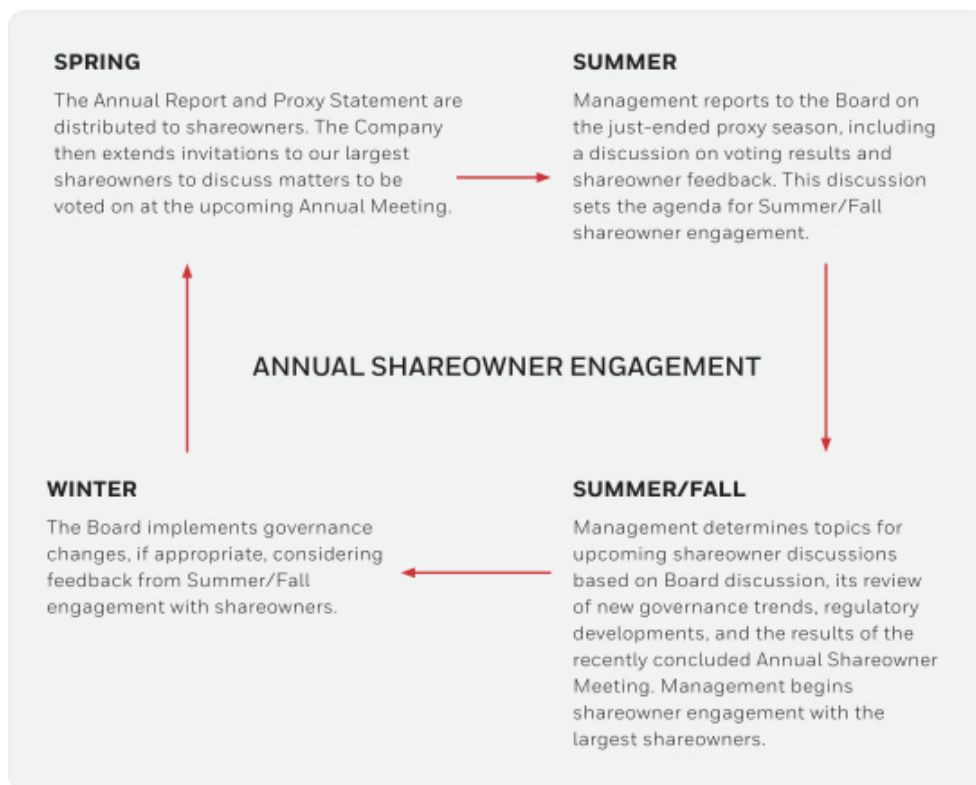 SPRING
The Annual Report and Proxy Statement are
distributed to shareowners. The Company
then extends invitations to our largest
shareowners to discuss matters to be
voted on at the upcoming Annual Meeting.
SUMMER
Management reports to the Board on
the just-ended proxy season, including
a discussion on voting results and
shareowner feedback. This discussion
sets the agenda for Summer/Fall
shareowner engagement.
ANNUAL SHAREOWNER ENGAGEMENT
WINTER
The Board implements governance
changes, if appropriate, considering
feedback from Summer/Fall
engagement with shareowners.
SUMMER/FALL
Management determines topics for
upcoming shareowner discussions
based on Board discussion, its review
of new governance trends, regulatory
developments, and the results of the
recently concluded Annual Shareowner
Meeting. Management begins
shareowner engagement with the
largest shareowners.